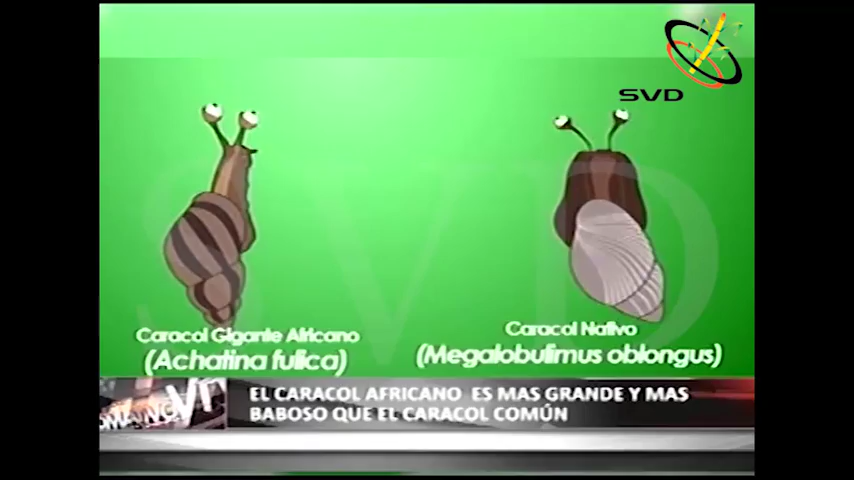 SVD
SVD
Caracol Gigante Africano
(Achatina fulica)
Caracol Nativo
(Megalobulimus oblongus)
EL CARACOL AFRICANO ES MAS GRANDE Y MAS
BABOSO QUE EL CARACOL COMÚN